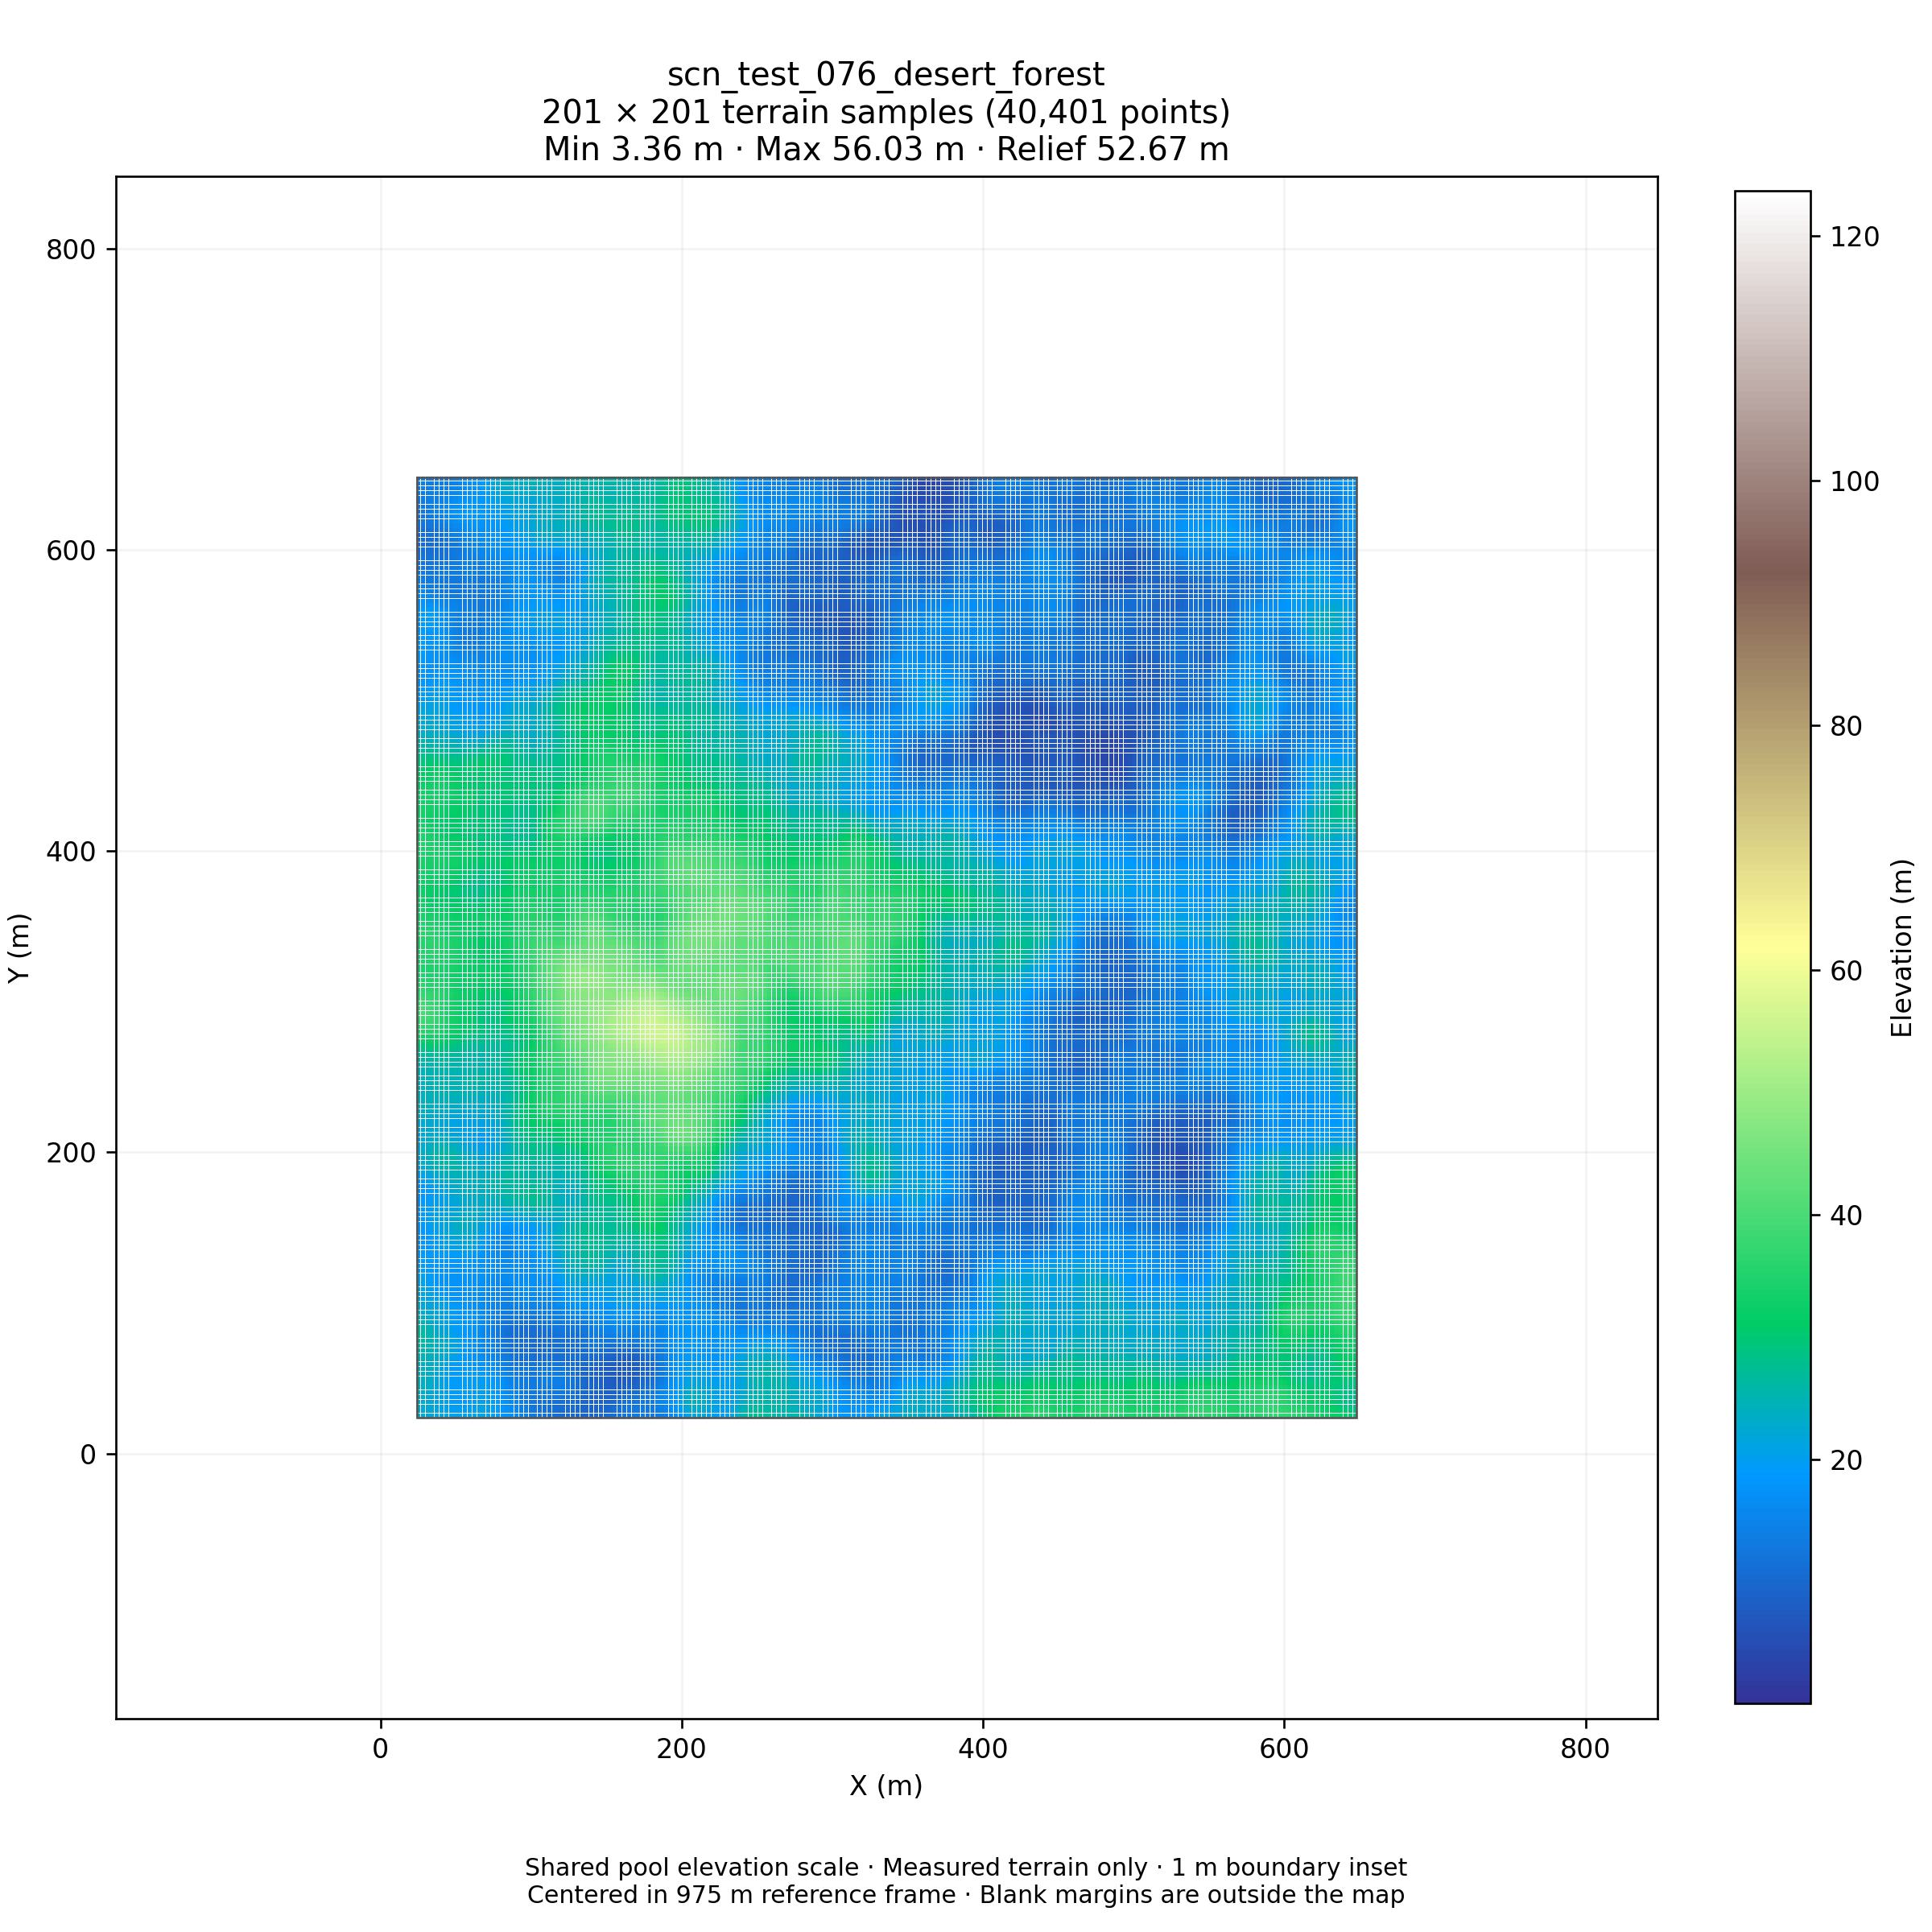 scn_test_076_desert_forest
201 × 201 terrain samples (40,401 points)
Min 3.36 m · Max 56.03 m · Relief 52.67 m
800
600
400
200
0
Y (m)
0 200 400 600 800
X (m)
120
100
80
60
40
20
Elevation (m)
Shared pool elevation scale · Measured terrain only · 1 m boundary inset
Centered in 975 m reference frame · Blank margins are outside the map